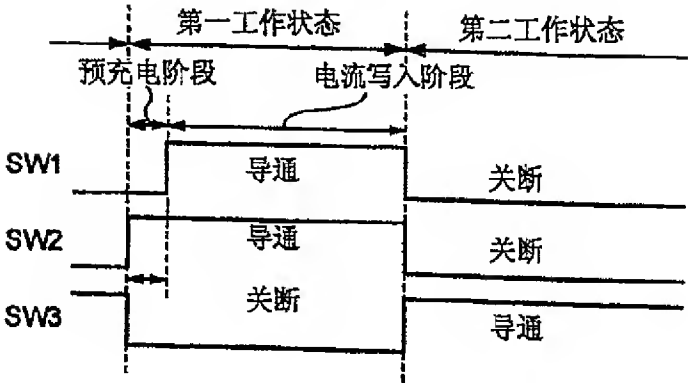 第一工作状态 第二工作状态
预充电阶段 电流写入阶段
SW1 导通 关断
SW2 导通 关断
SW3 关断 导通